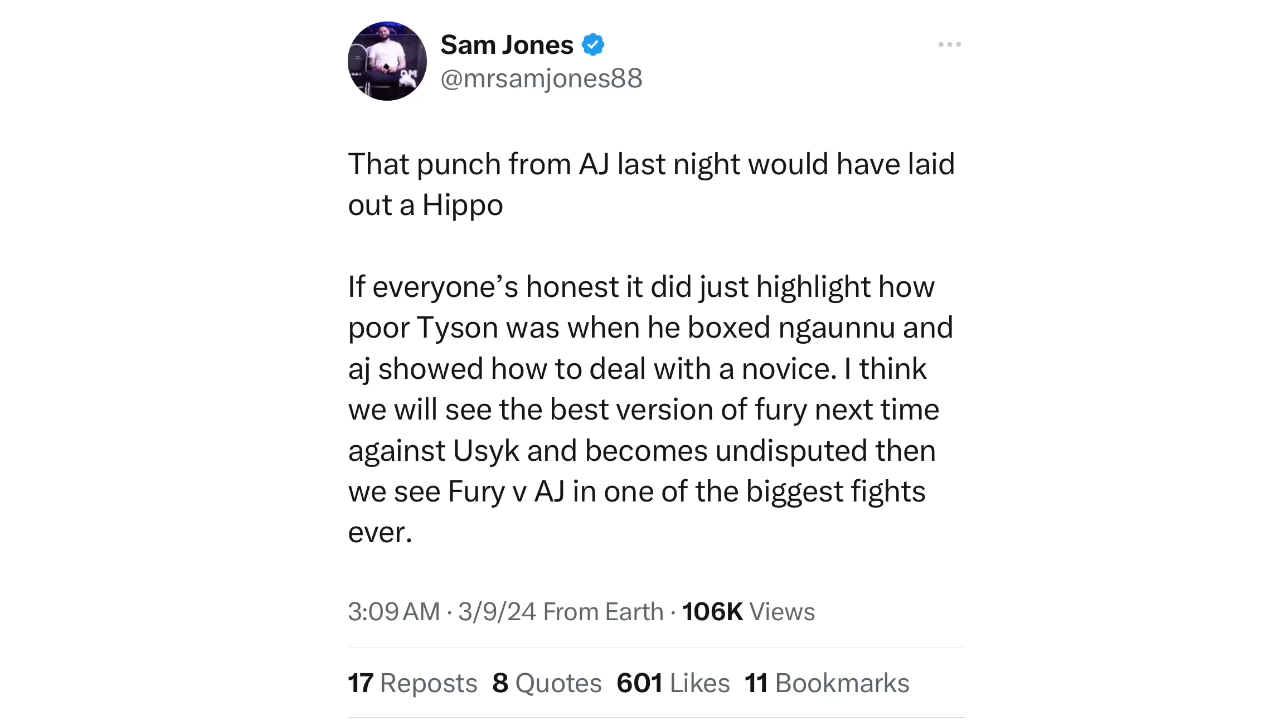 Sam Jones
@mrsamjones88
That punch from AJ last night would have laid
out a Hippo
If everyone’s honest it did just highlight how
poor Tyson was when he boxed ngaunnu and
aj showed how to deal with a novice. I think
we will see the best version of fury next time
against Usyk and becomes undisputed then
we see Fury v AJ in one of the biggest fights
ever.
3:09 AM · 3/9/24 From Earth · 106K Views
17 Reposts 8 Quotes 601 Likes 11 Bookmarks